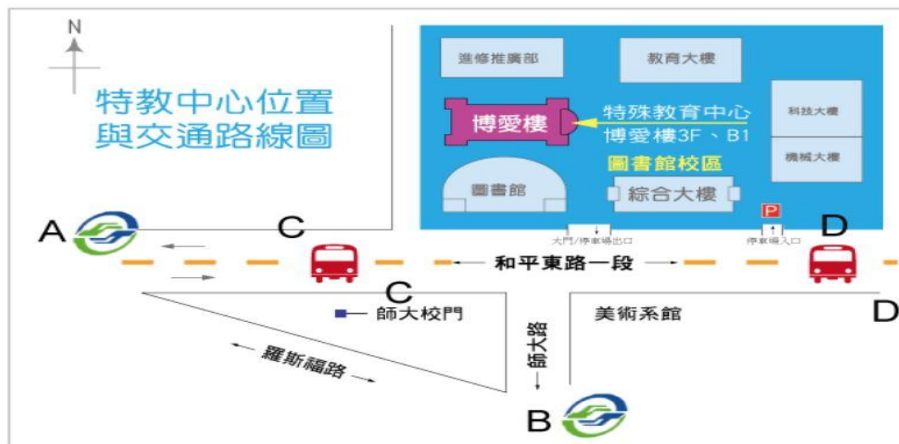 N
進修推廣部
教育大樓
特教中心位置
與交通路線圖
博愛樓
特殊教育中心
博愛樓3F、B1
科技大樓
圖書館校區
機械大樓
圖書館
綜合大樓
P
A
C
D
大門/停車場出口
停車場入口
和平東路一段
C
D
師大校門
美術系館
羅斯福路
師大路
B